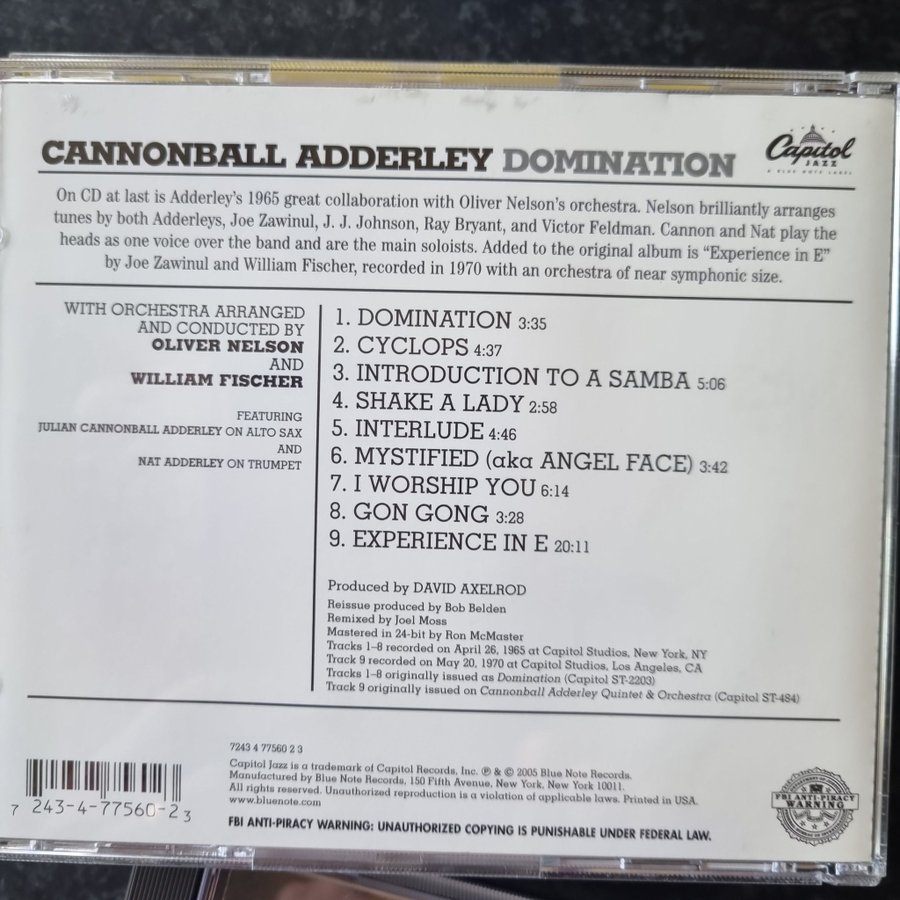 CANNONBALL ADDERLEY DOMINATION
Capitol
JAZZ
A BLUE NOTE LABEL
On CD at last is Adderley's 1965 great collaboration with Oliver Nelson's orchestra. Nelson brilliantly arranges
tunes by both Adderleys, Joe Zawinul, J. J. Johnson, Ray Bryant, and Victor Feldman. Cannon and Nat play the
heads as one voice over the band and are the main soloists. Added to the original album is "Experience in E"
by Joe Zawinul and William Fischer, recorded in 1970 with an orchestra of near symphonic size.
WITH ORCHESTRA ARRANGED
AND CONDUCTED BY
OLIVER NELSON
AND
WILLIAM FISCHER
FEATURING
JULIAN CANNONBALL ADDERLEY ON ALTO SAX
AND
NAT ADDERLEY ON TRUMPET
1. DOMINATION 3:35
2. CYCLOPS 4:37
3. INTRODUCTION TO A SAMBA 5:06
4. SHAKE A LADY 2:58
5. INTERLUDE 4:46
6. MYSTIFIED (aka ANGEL FACE) 3:42
7. I WORSHIP YOU 6:14
8. GON GONG 3:28
9. EXPERIENCE IN E 20:11
Produced by DAVID AXELROD
Reissue produced by Bob Belden
Remixed by Joel Moss
Mastered in 24-bit by Ron McMaster
Tracks 1-8 recorded on April 26, 1965 at Capitol Studios, New York, NY
Track 9 recorded on May 20, 1970 at Capitol Studios, Los Angeles, CA
Tracks 1-8 originally issued as Domination (Capitol ST-2203)
Track 9 originally issued on Cannonball Adderley Quintet & Orchestra (Capitol ST-484)
7243 4 77560 2 3
Capitol Jazz is a trademark of Capitol Records, Inc. ℗ & © 2005 Blue Note Records.
Manufactured by Blue Note Records, 150 Fifth Avenue, New York, New York 10011.
All rights reserved. Unauthorized reproduction is a violation of applicable laws. Printed in USA.
www.bluenote.com
FBI ANTI-PIRACY WARNING: UNAUTHORIZED COPYING IS PUNISHABLE UNDER FEDERAL LAW.
7 243-4-77560-2 3
FBI ANTI-PIRACY
WARNING